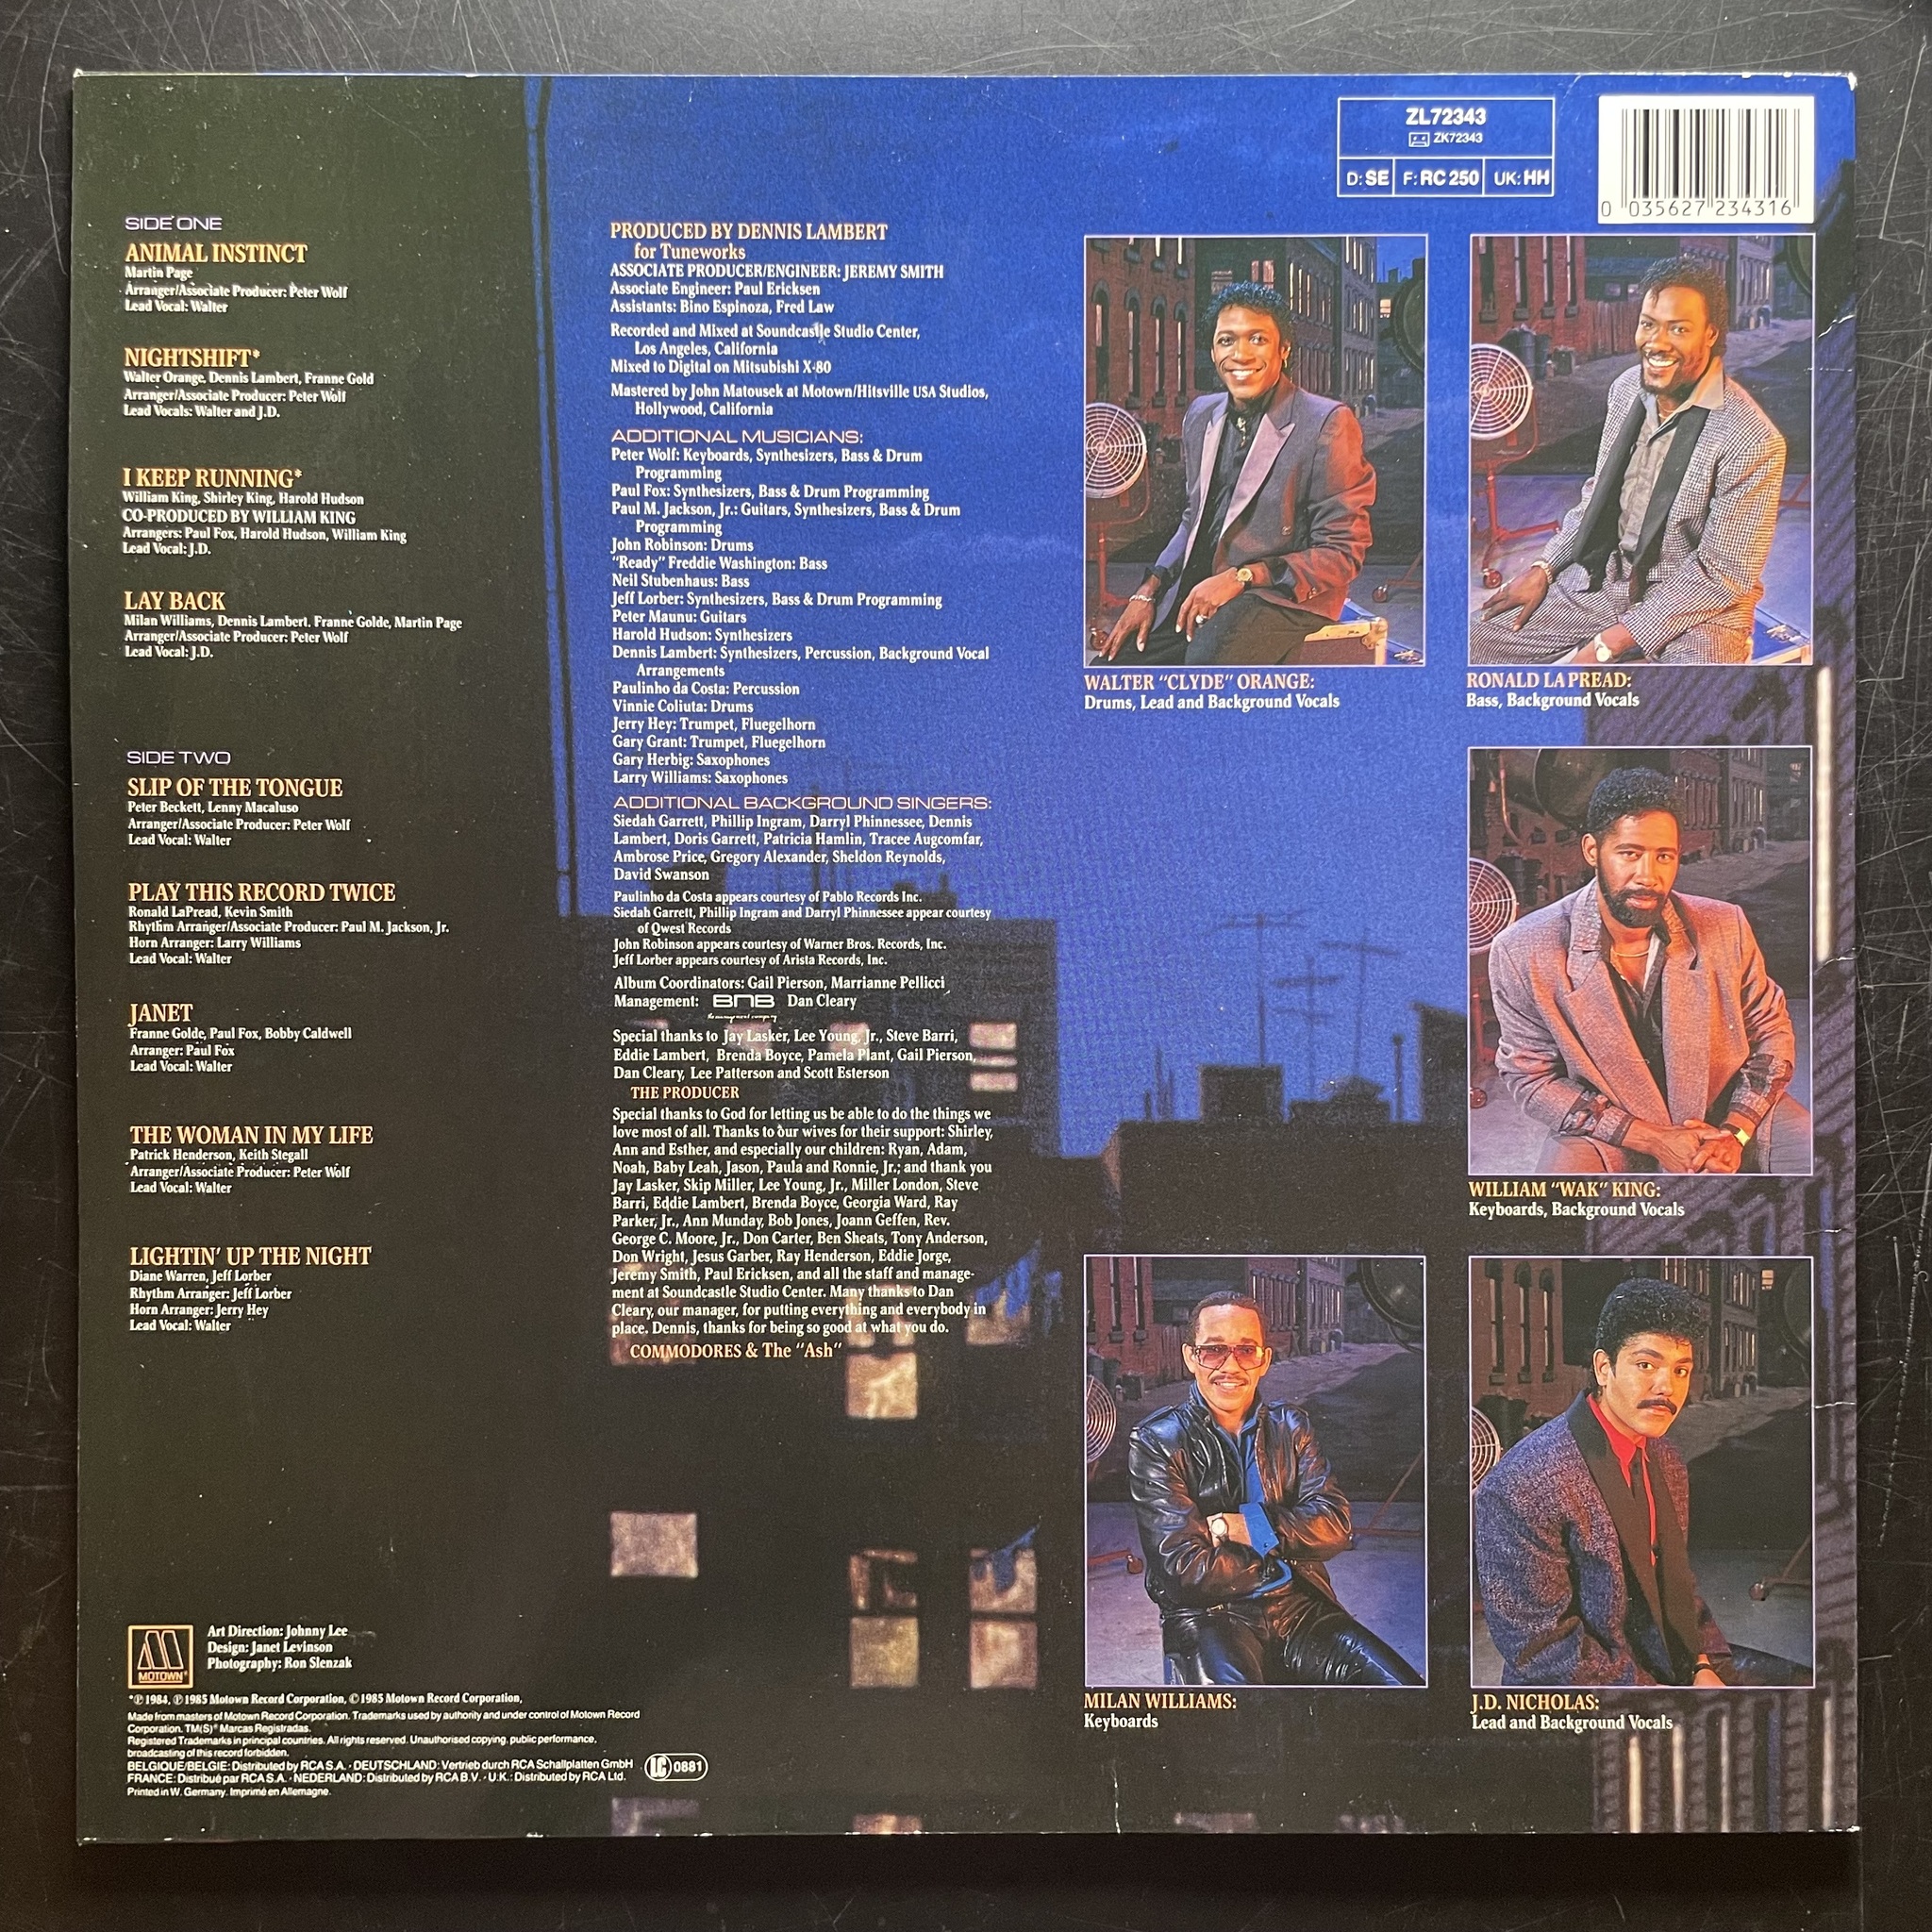 ZL72343
ZK72343
D: SE F: RC 250 UK: HH
0 035627 234316
SIDE ONE
ANIMAL INSTINCT
Martin Page
Arranger/Associate Producer: Peter Wolf
Lead Vocal: Walter
NIGHTSHIFT*
Walter Orange, Dennis Lambert, Franne Gold
Arranger/Associate Producer: Peter Wolf
Lead Vocals: Walter and J.D.
I KEEP RUNNING*
William King, Shirley King, Harold Hudson
CO-PRODUCED BY WILLIAM KING
Arrangers: Paul Fox, Harold Hudson, William King
Lead Vocal: J.D.
LAY BACK
Milan Williams, Dennis Lambert, Franne Golde, Martin Page
Arranger/Associate Producer: Peter Wolf
Lead Vocal: J.D.
SIDE TWO
SLIP OF THE TONGUE
Peter Beckett, Lenny Macaluso
Arranger/Associate Producer: Peter Wolf
Lead Vocal: Walter
PLAY THIS RECORD TWICE
Ronald LaPread, Kevin Smith
Rhythm Arranger/Associate Producer: Paul M. Jackson, Jr.
Horn Arranger: Larry Williams
Lead Vocal: Walter
JANET
Franne Golde, Paul Fox, Bobby Caldwell
Arranger: Paul Fox
Lead Vocal: Walter
THE WOMAN IN MY LIFE
Patrick Henderson, Keith Stegall
Arranger/Associate Producer: Peter Wolf
Lead Vocal: Walter
LIGHTIN' UP THE NIGHT
Diane Warren, Jeff Lorber
Rhythm Arranger: Jeff Lorber
Horn Arranger: Jerry Hey
Lead Vocal: Walter
PRODUCED BY DENNIS LAMBERT
for Tuneworks
ASSOCIATE PRODUCER/ENGINEER: JEREMY SMITH
Associate Engineer: Paul Ericksen
Assistants: Bino Espinoza, Fred Law
Recorded and Mixed at Soundcastle Studio Center,
Los Angeles, California
Mixed to Digital on Mitsubishi X-80
Mastered by John Matousek at Motown/Hitsville USA Studios,
Hollywood, California
ADDITIONAL MUSICIANS:
Peter Wolf: Keyboards, Synthesizers, Bass & Drum
Programming
Paul Fox: Synthesizers, Bass & Drum Programming
Paul M. Jackson, Jr.: Guitars, Synthesizers, Bass & Drum
Programming
John Robinson: Drums
"Ready" Freddie Washington: Bass
Neil Stubenhaus: Bass
Jeff Lorber: Synthesizers, Bass & Drum Programming
Peter Maunu: Guitars
Harold Hudson: Synthesizers
Dennis Lambert: Synthesizers, Percussion, Background Vocal
Arrangements
Paulinho da Costa: Percussion
Vinnie Coliuta: Drums
Jerry Hey: Trumpet, Fluegelhorn
Gary Grant: Trumpet, Fluegelhorn
Gary Herbig: Saxophones
Larry Williams: Saxophones
ADDITIONAL BACKGROUND SINGERS:
Siedah Garrett, Phillip Ingram, Darryl Phinnessee, Dennis
Lambert, Doris Garrett, Patricia Hamlin, Tracee Augcomfar,
Ambrose Price, Gregory Alexander, Sheldon Reynolds,
David Swanson
Paulinho da Costa appears courtesy of Pablo Records Inc.
Siedah Garrett, Phillip Ingram and Darryl Phinnessee appear courtesy
of Qwest Records
John Robinson appears courtesy of Warner Bros. Records, Inc.
Jeff Lorber appears courtesy of Arista Records, Inc.
Album Coordinators: Gail Pierson, Marrianne Pellicci
Management: BNB Dan Cleary
the management company
Special thanks to Jay Lasker, Lee Young, Jr., Steve Barri,
Eddie Lambert, Brenda Boyce, Pamela Plant, Gail Pierson,
Dan Cleary, Lee Patterson and Scott Esterson
THE PRODUCER
Special thanks to God for letting us be able to do the things we
love most of all. Thanks to our wives for their support: Shirley,
Ann and Esther, and especially our children: Ryan, Adam,
Noah, Baby Leah, Jason, Paula and Ronnie, Jr.; and thank you
Jay Lasker, Skip Miller, Lee Young, Jr., Miller London, Steve
Barri, Eddie Lambert, Brenda Boyce, Georgia Ward, Ray
Parker, Jr., Ann Munday, Bob Jones, Joann Geffen, Rev.
George C. Moore, Jr., Don Carter, Ben Sheats, Tony Anderson,
Don Wright, Jesus Garber, Ray Henderson, Eddie Jorge,
Jeremy Smith, Paul Ericksen, and all the staff and manage-
ment at Soundcastle Studio Center. Many thanks to Dan
Cleary, our manager, for putting everything and everybody in
place. Dennis, thanks for being so good at what you do.
COMMODORES & The "Ash"
WALTER "CLYDE" ORANGE:
Drums, Lead and Background Vocals
RONALD LA PREAD:
Bass, Background Vocals
WILLIAM "WAK" KING:
Keyboards, Background Vocals
MILAN WILLIAMS:
Keyboards
J.D. NICHOLAS:
Lead and Background Vocals
MOTOWN®
Art Direction: Johnny Lee
Design: Janet Levinson
Photography: Ron Slenzak
*℗ 1984, ℗ 1985 Motown Record Corporation, © 1985 Motown Record Corporation,
Made from masters of Motown Record Corporation. Trademarks used by authority and under control of Motown Record
Corporation. TM(S)® Marcas Registradas.
Registered Trademarks in principal countries. All rights reserved. Unauthorised copying, public performance,
broadcasting of this record forbidden.
BELGIQUE/BELGIE: Distributed by RCA S.A. · DEUTSCHLAND: Vertrieb durch RCA Schallplatten GmbH
FRANCE: Distribué par RCA S.A. · NEDERLAND: Distributed by RCA B.V. · U.K.: Distributed by RCA Ltd.
Printed in W. Germany. Imprimé en Allemagne.
LC 0881